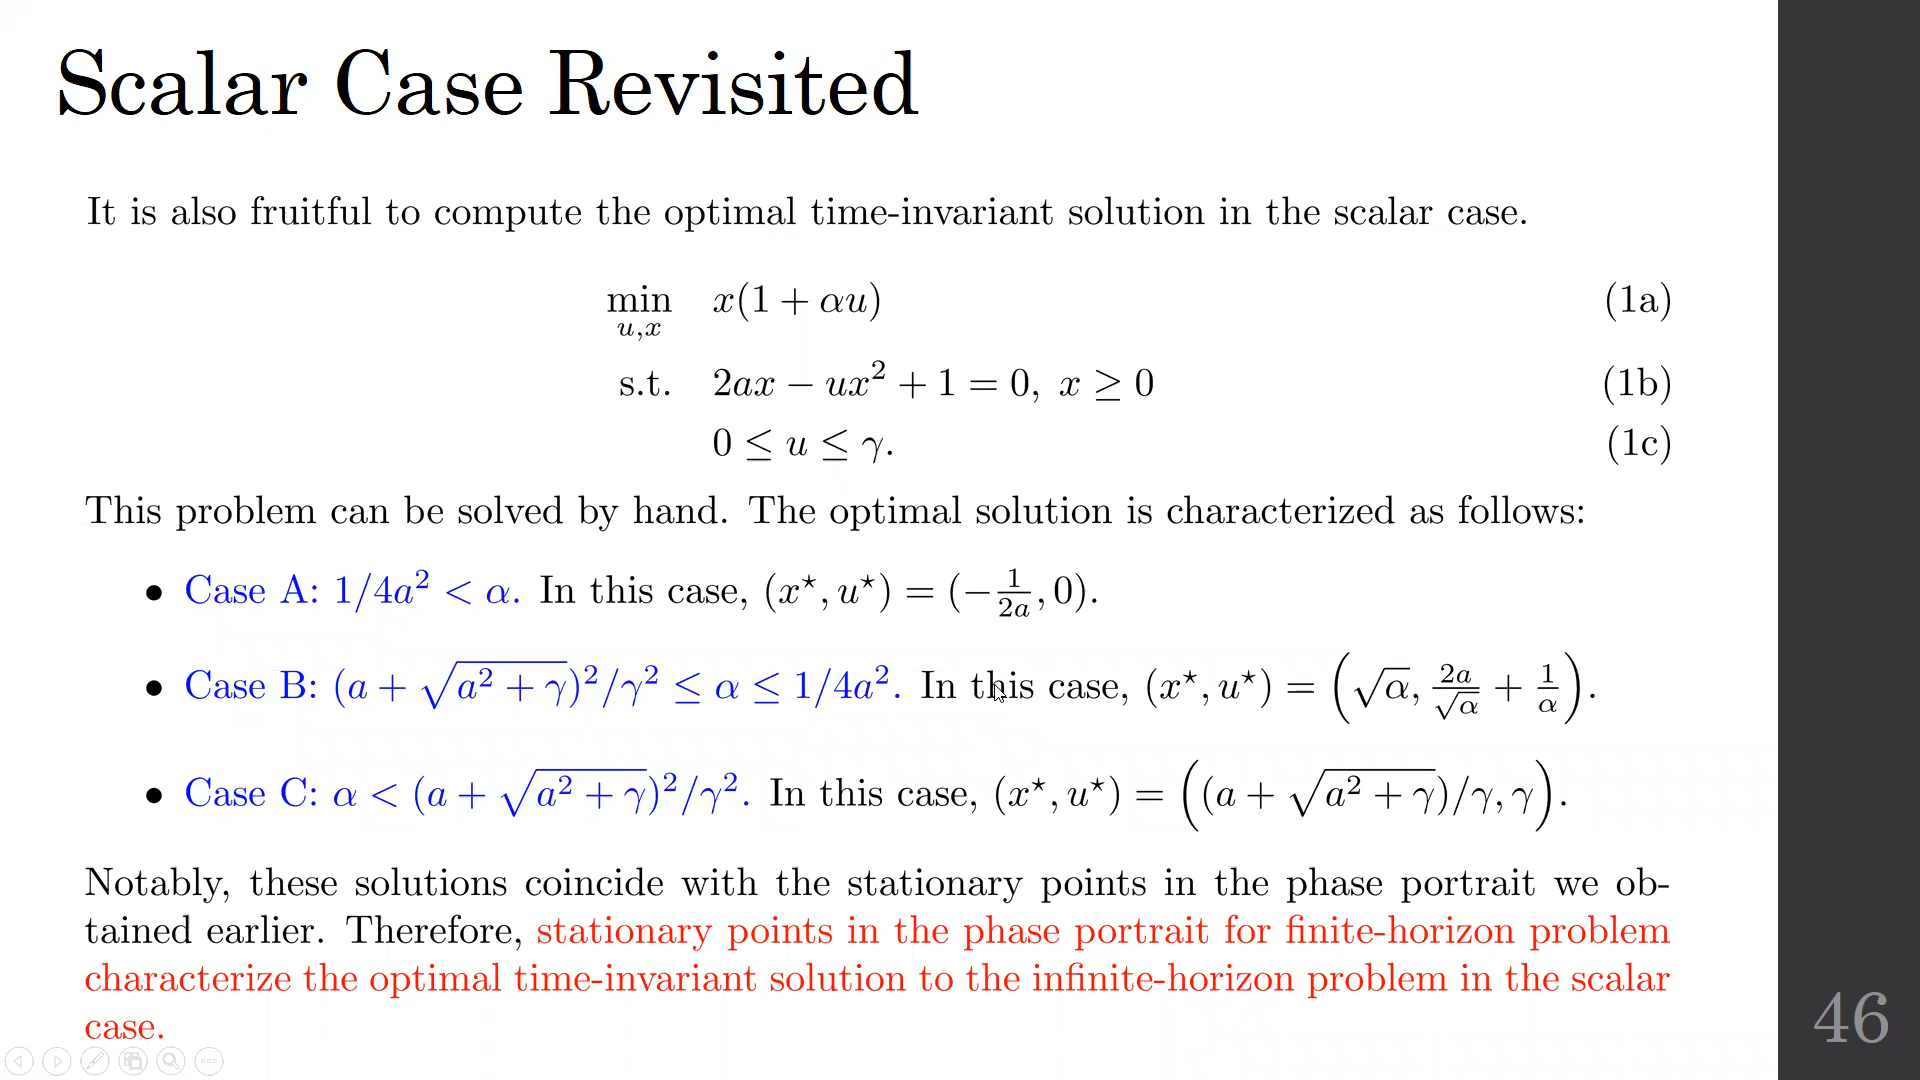 Scalar Case Revisited
It is also fruitful to compute the optimal time-invariant solution in the scalar case.
min x(1 + αu) (1a)
u,x
s.t. 2ax − ux² + 1 = 0, x ≥ 0 (1b)
0 ≤ u ≤ γ. (1c)
This problem can be solved by hand. The optimal solution is characterized as follows:
• Case A: 1/4a² < α. In this case, (x⋆, u⋆) = (−1/2a, 0).
• Case B: (a + √(a² + γ))²/γ² ≤ α ≤ 1/4a². In this case, (x⋆, u⋆) = (√α, 2a/√α + 1/α).
• Case C: α < (a + √(a² + γ))²/γ². In this case, (x⋆, u⋆) = ((a + √(a² + γ))/γ, γ).
Notably, these solutions coincide with the stationary points in the phase portrait we ob-
tained earlier. Therefore, stationary points in the phase portrait for finite-horizon problem
characterize the optimal time-invariant solution to the infinite-horizon problem in the scalar
case.
46